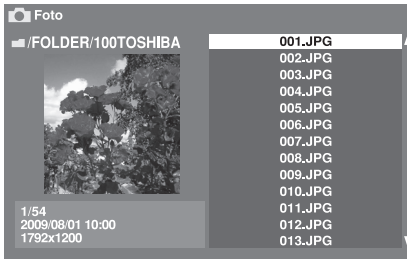 Foto
/FOLDER/100TOSHIBA
1/54
2009/08/01 10:00
1792x1200
001.JPG
002.JPG
003.JPG
004.JPG
005.JPG
006.JPG
007.JPG
008.JPG
009.JPG
010.JPG
011.JPG
012.JPG
013.JPG